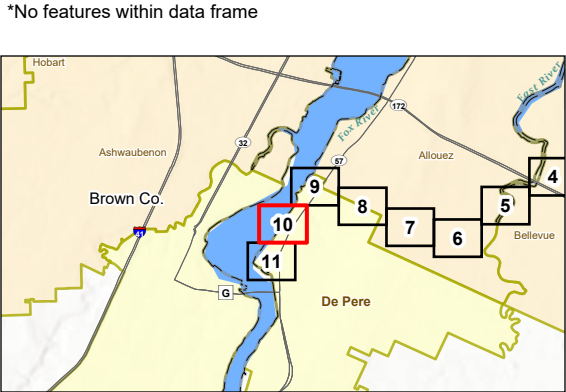 *No features within data frame
Hobart
East River
172
Fox River
32
Ashwaubenon
57
Allouez
4
9
Brown Co.
8
5
10
7
6
41
Bellevue
11
G
De Pere